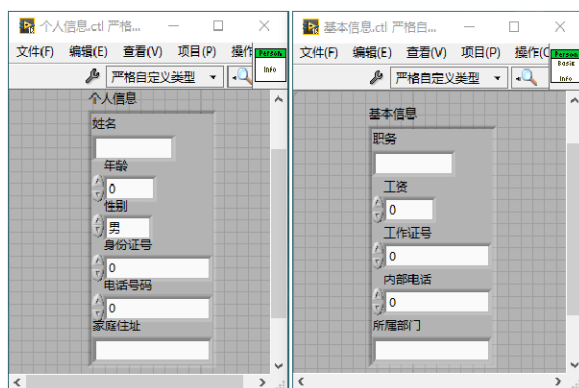 个人信息.ctl 严格...
文件(F) 编辑(E) 查看(V) 项目(P) 操作
Person
Info
严格自定义类型
个人信息
姓名
年龄
0
性别
男
身份证号
0
电话号码
0
家庭住址
基本信息.ctl 严格自...
文件(F) 编辑(E) 查看(V) 项目(P) 操作(O
Person
Basic
Info
严格自定义类型
基本信息
职务
工资
0
工作证号
0
内部电话
0
所属部门